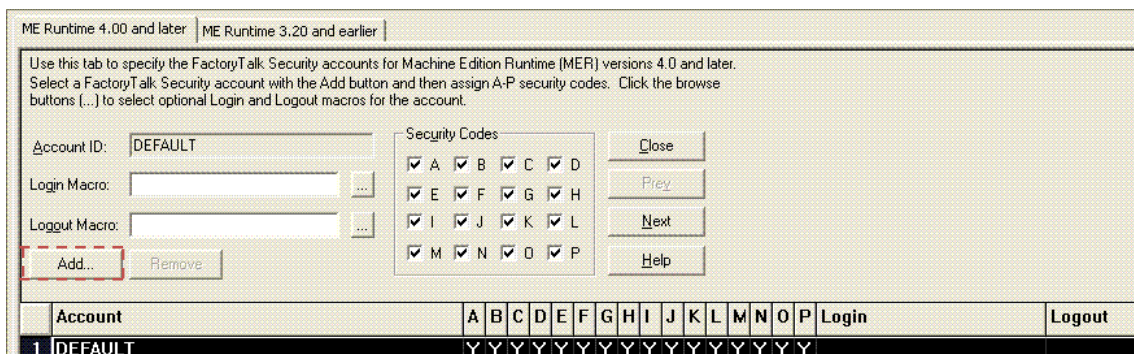 ME Runtime 4.00 and later ME Runtime 3.20 and earlier
Use this tab to specify the FactoryTalk Security accounts for Machine Edition Runtime (MER) versions 4.0 and later.
Select a FactoryTalk Security account with the Add button and then assign A-P security codes. Click the browse
buttons (...) to select optional Login and Logout macros for the account.
Account ID: DEFAULT
Login Macro: ...
Logout Macro: ...
Add... Remove
Security Codes
A B C D
E F G H
I J K L
M N O P
Close
Prev
Next
Help
Account A B C D E F G H I J K L M N O P Login Logout
1 DEFAULT Y Y Y Y Y Y Y Y Y Y Y Y Y Y Y Y